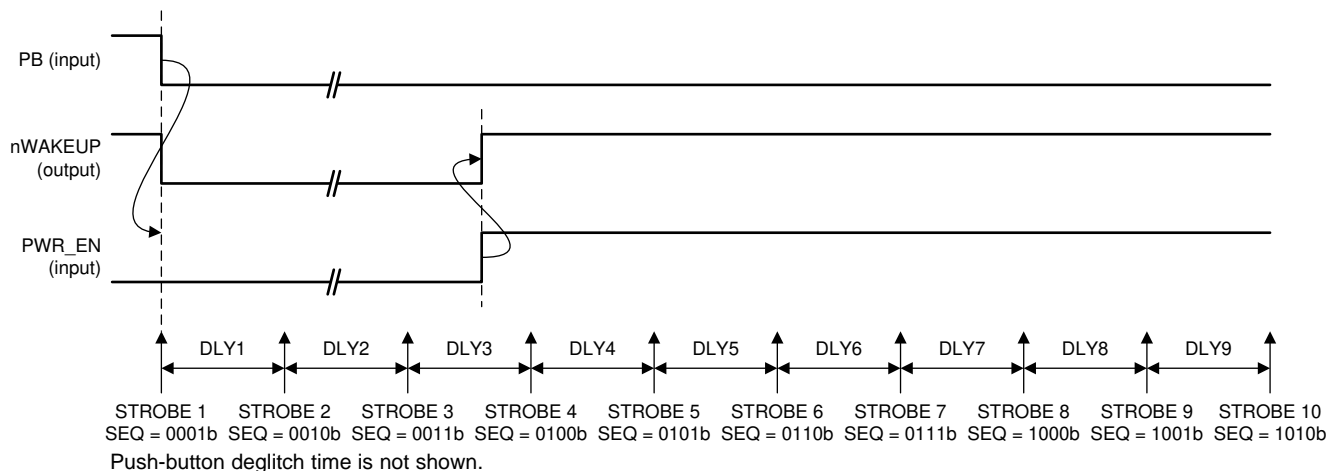 PB (input)
nWAKEUP
(output)
PWR_EN
(input)
DLY1 DLY2 DLY3 DLY4 DLY5 DLY6 DLY7 DLY8 DLY9
STROBE 1 STROBE 2 STROBE 3 STROBE 4 STROBE 5 STROBE 6 STROBE 7 STROBE 8 STROBE 9 STROBE 10
SEQ = 0001b SEQ = 0010b SEQ = 0011b SEQ = 0100b SEQ = 0101b SEQ = 0110b SEQ = 0111b SEQ = 1000b SEQ = 1001b SEQ = 1010b
Push-button deglitch time is not shown.